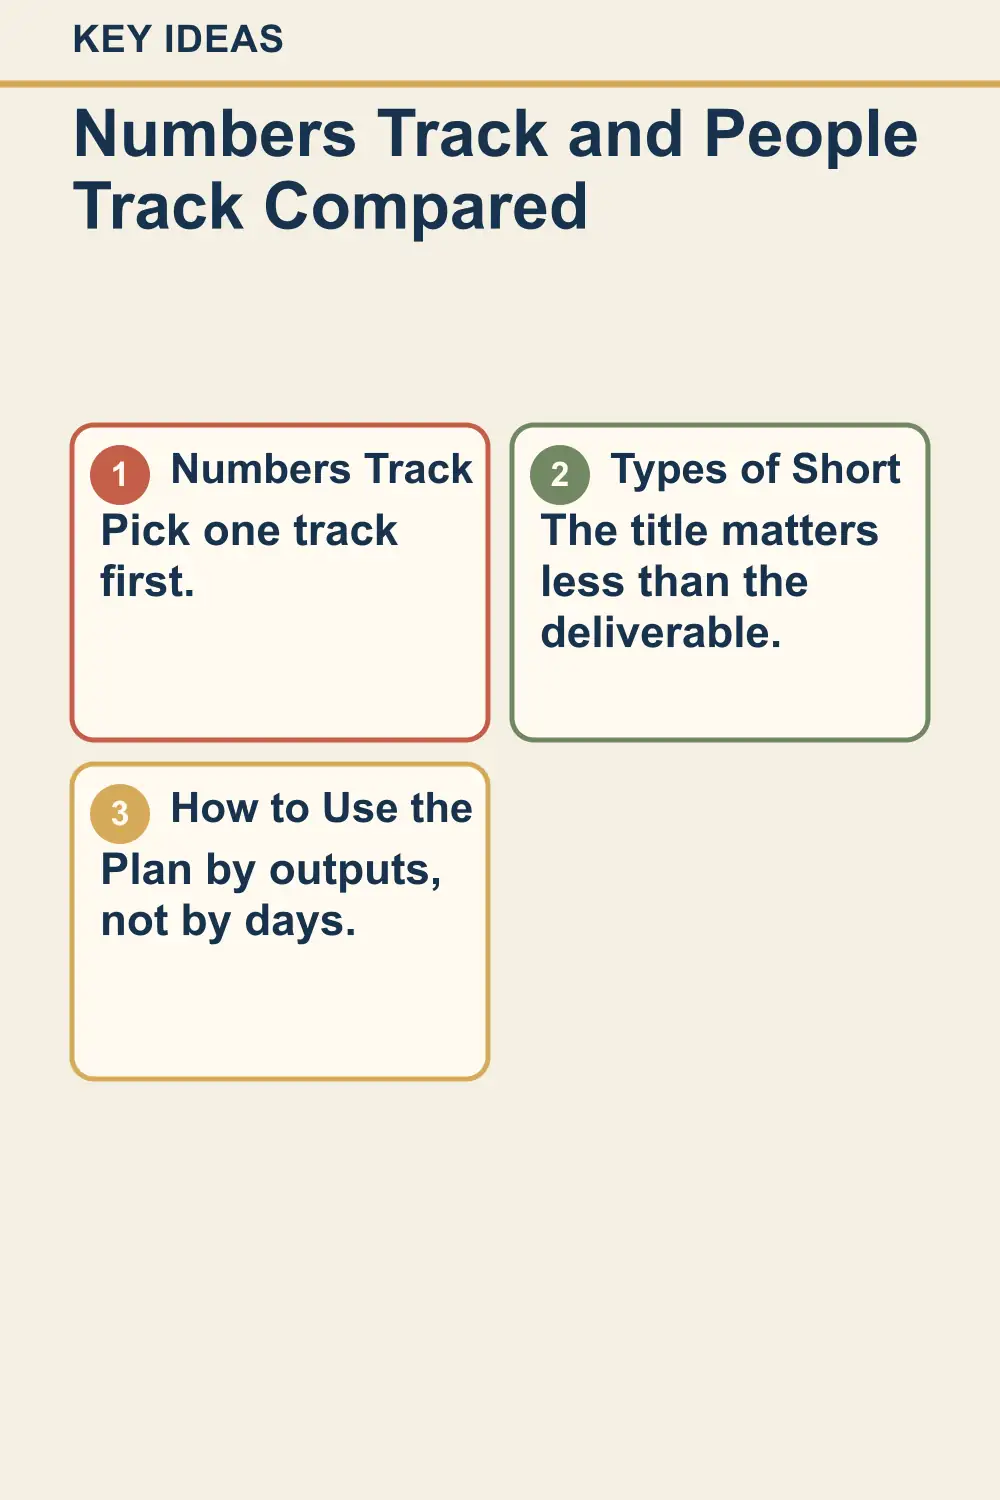 KEY IDEAS
Numbers Track and People
Track Compared
1 Numbers Track
Pick one track
first.
2 Types of Short
The title matters
less than the
deliverable.
3 How to Use the
Plan by outputs,
not by days.